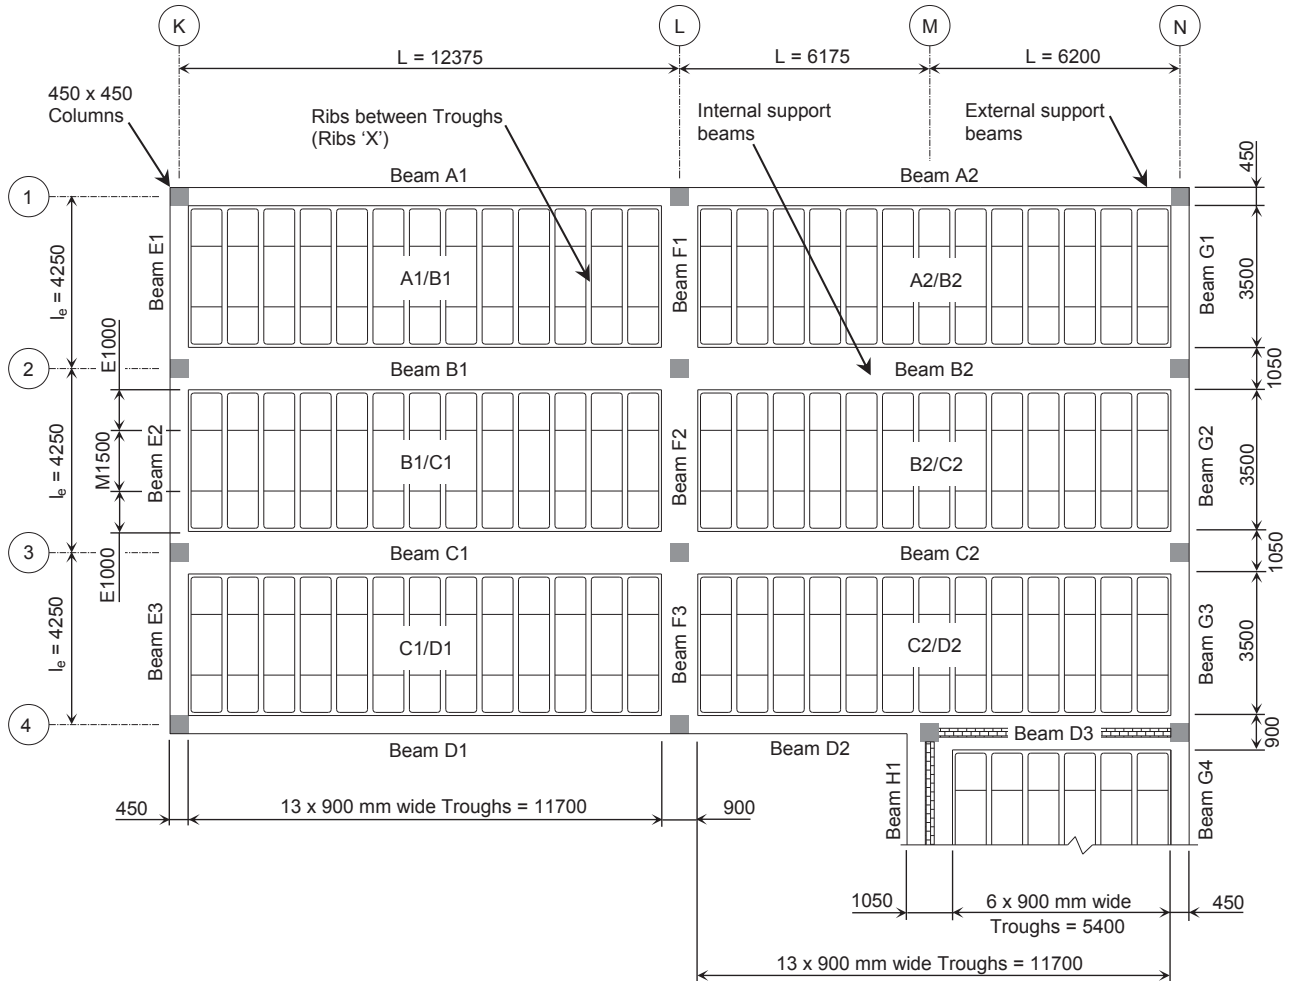 K
L
M
N
L = 12375
L = 6175
L = 6200
450 x 450
Columns
Ribs between Troughs
(Ribs ‘X’)
Internal support
beams
External support
beams
450
1
Beam A1
Beam A2
lₑ = 4250
Beam E1
A1/B1
Beam F1
A2/B2
Beam G1
3500
E1000
2
Beam B1
Beam B2
1050
lₑ = 4250
M1500
Beam E2
B1/C1
Beam F2
B2/C2
Beam G2
3500
3
Beam C1
Beam C2
1050
E1000
lₑ = 4250
Beam E3
C1/D1
Beam F3
C2/D2
Beam G3
3500
4
Beam D1
Beam D2
Beam D3
900
Beam H1
Beam G4
450
13 x 900 mm wide Troughs = 11700
900
1050
6 x 900 mm wide
Troughs = 5400
450
13 x 900 mm wide Troughs = 11700